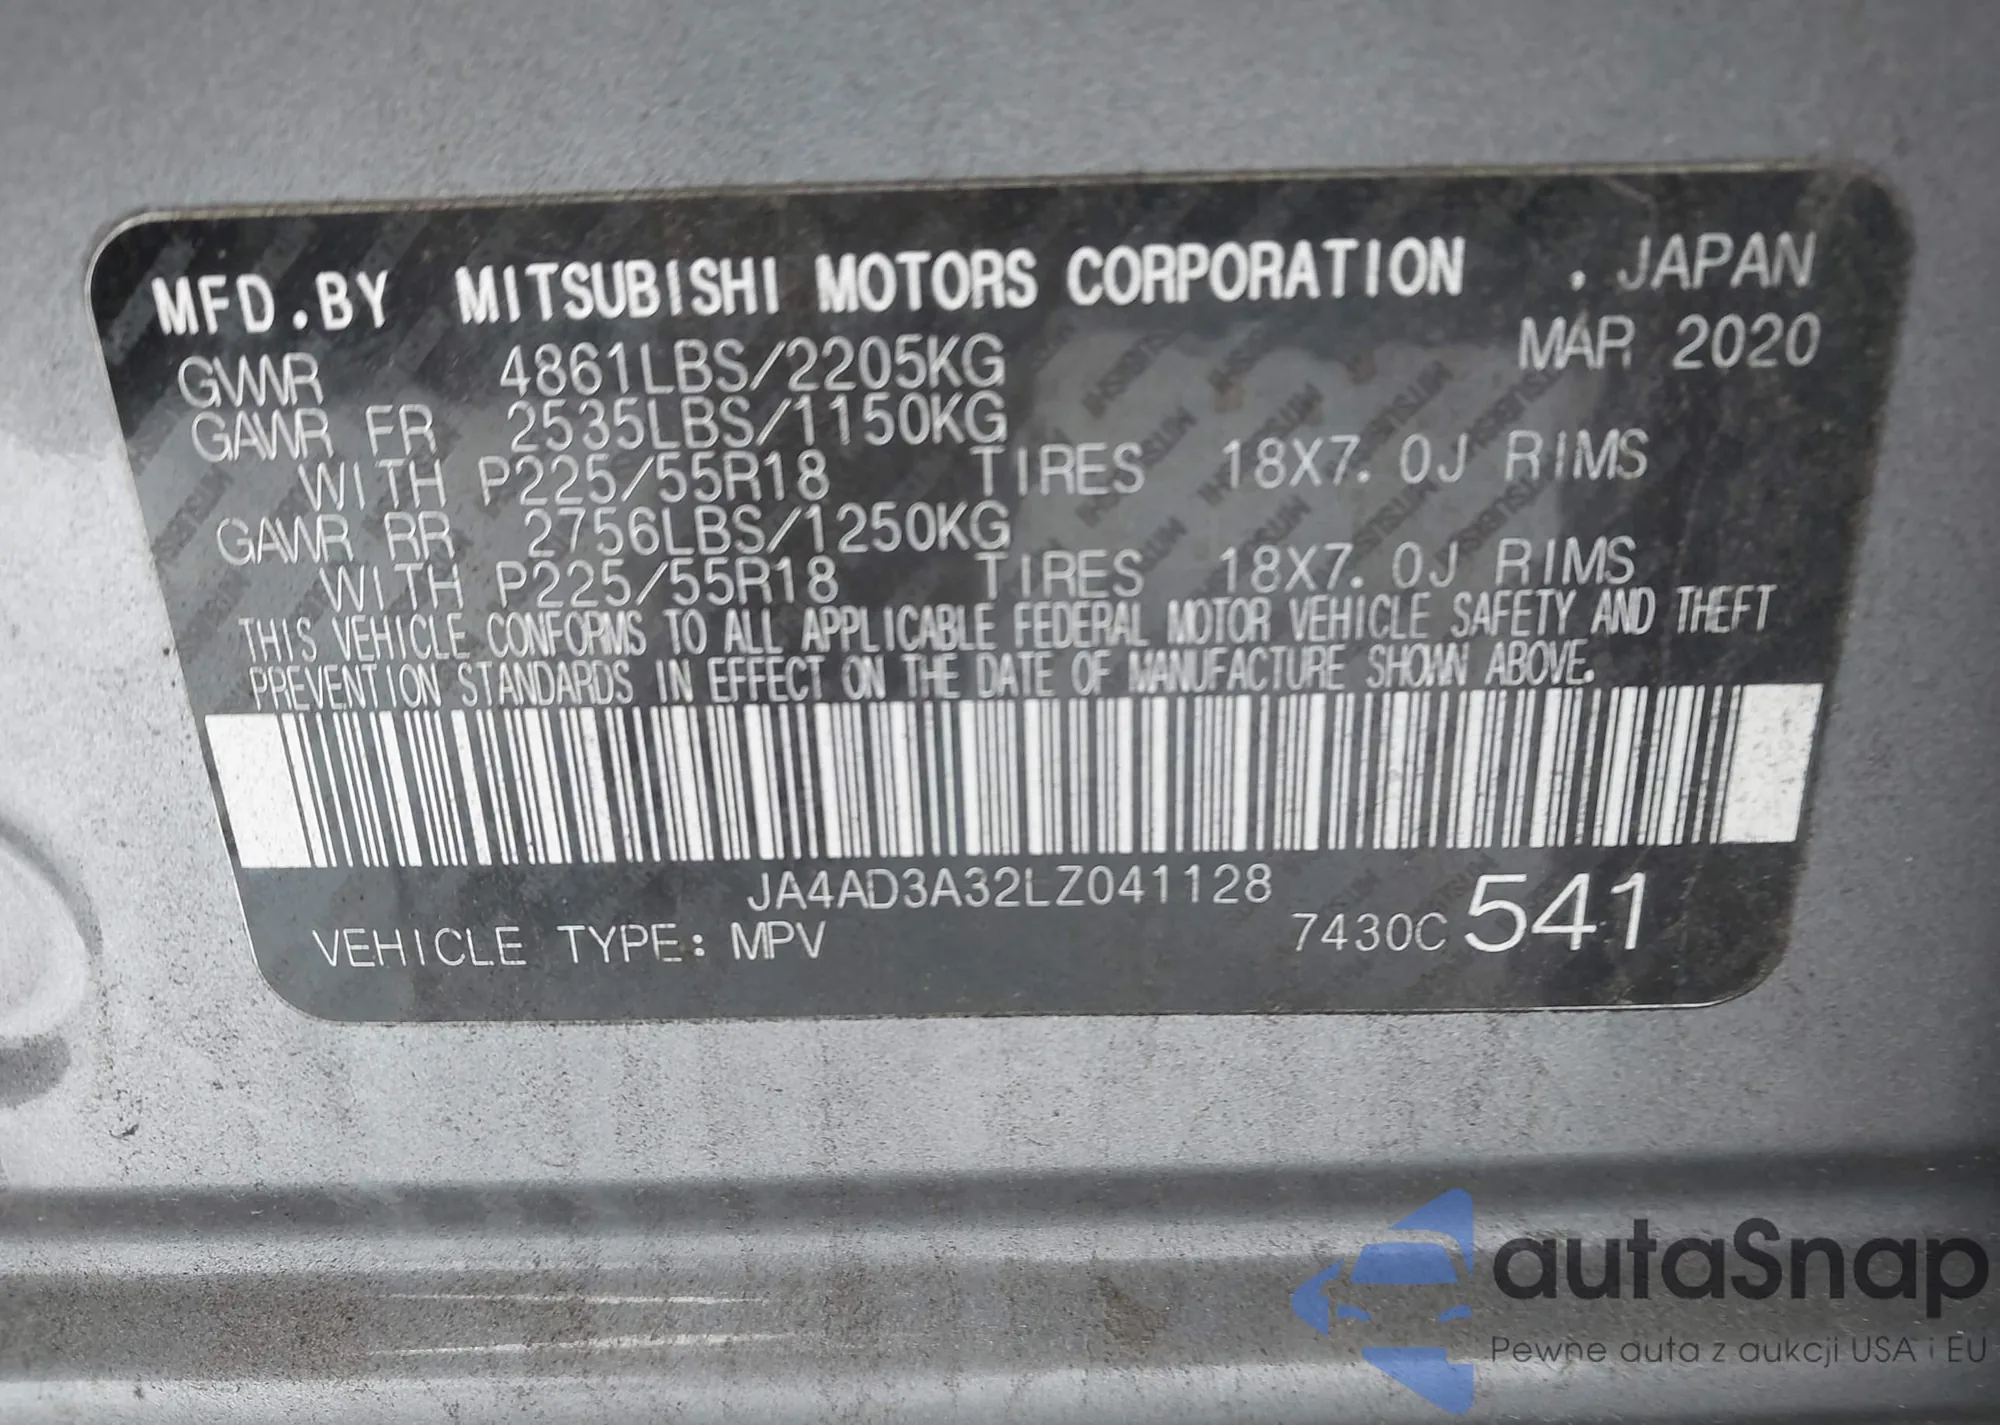 MFD.BY MITSUBISHI MOTORS CORPORATION . JAPAN
GVWR 4861LBS/2205KG MAR 2020
GAWR FR 2535LBS/1150KG
WITH P225/55R18 TIRES 18X7.0J RIMS
GAWR RR 2756LBS/1250KG
WITH P225/55R18 TIRES 18X7.0J RIMS
THIS VEHICLE CONFORMS TO ALL APPLICABLE FEDERAL MOTOR VEHICLE SAFETY AND THEFT
PREVENTION STANDARDS IN EFFECT ON THE DATE OF MANUFACTURE SHOWN ABOVE.
JA4AD3A32LZ041128
VEHICLE TYPE: MPV 7430C 541
autaSnap
Pewne auta z aukcji USA i EU